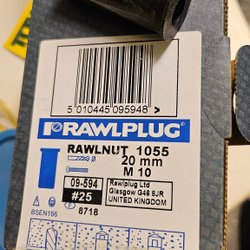 5 010445 095948 >
RAWLPLUG®
RAWLNUT 1055
20 mm
M 10
09-594
#25
8718
Rawlplug Ltd
Glasgow G46 8JR
UNITED KINGDOM
BSEN166